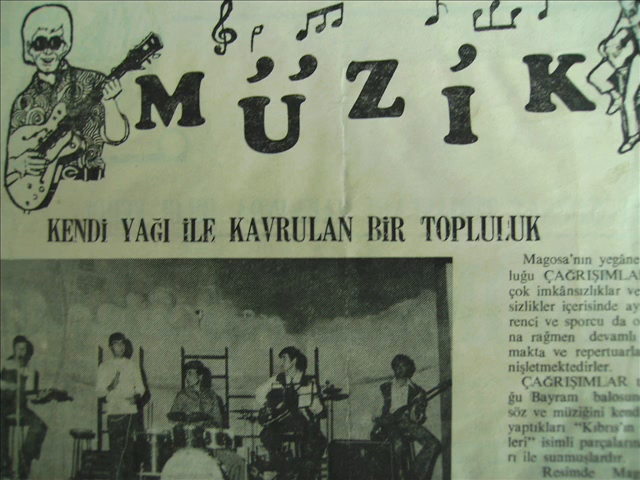 MÜZİK
KENDİ YAĞI İLE KAVRULAN BİR TOPLULUK
Magosa'nın yegâne
luğu ÇAĞRIŞIMLA
çok imkânsızlıklar ve
sizlikler içerisinde ay
renci ve sporcu da o
na rağmen devamlı
makta ve repertuarla
nişletmektedirler.
ÇAĞRIŞIMLAR
ğu Bayram balosun
söz ve müziğini kend
yaptıkları "Kıbrıs'ın
leri" isimli parçaların
rı ile sunmuşlardır.
Resimde Mag